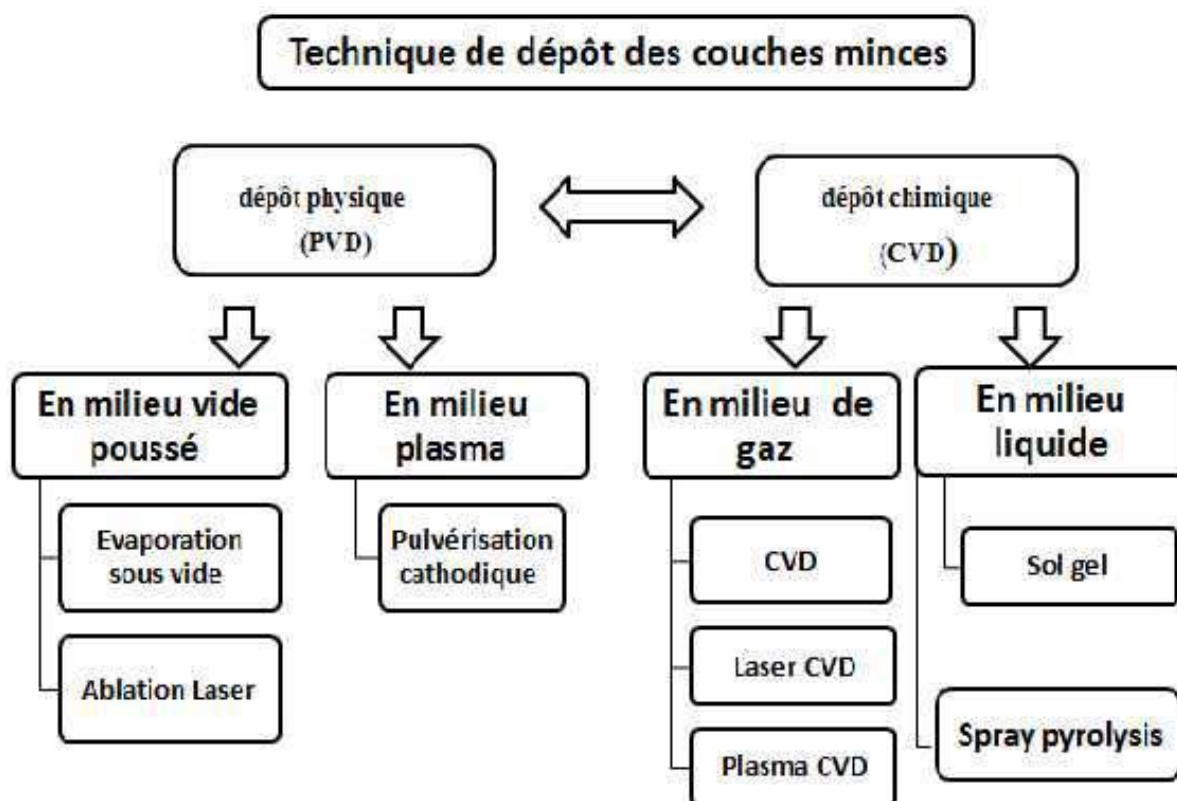 Technique de dépôt des couches minces
dépôt physique
(PVD)
dépôt chimique
(CVD)
En milieu vide
poussé
En milieu
plasma
En milieu de
gaz
En milieu
liquide
Evaporation
sous vide
Pulvérisation
cathodique
CVD
Sol gel
Ablation Laser
Laser CVD
Spray pyrolysis
Plasma CVD